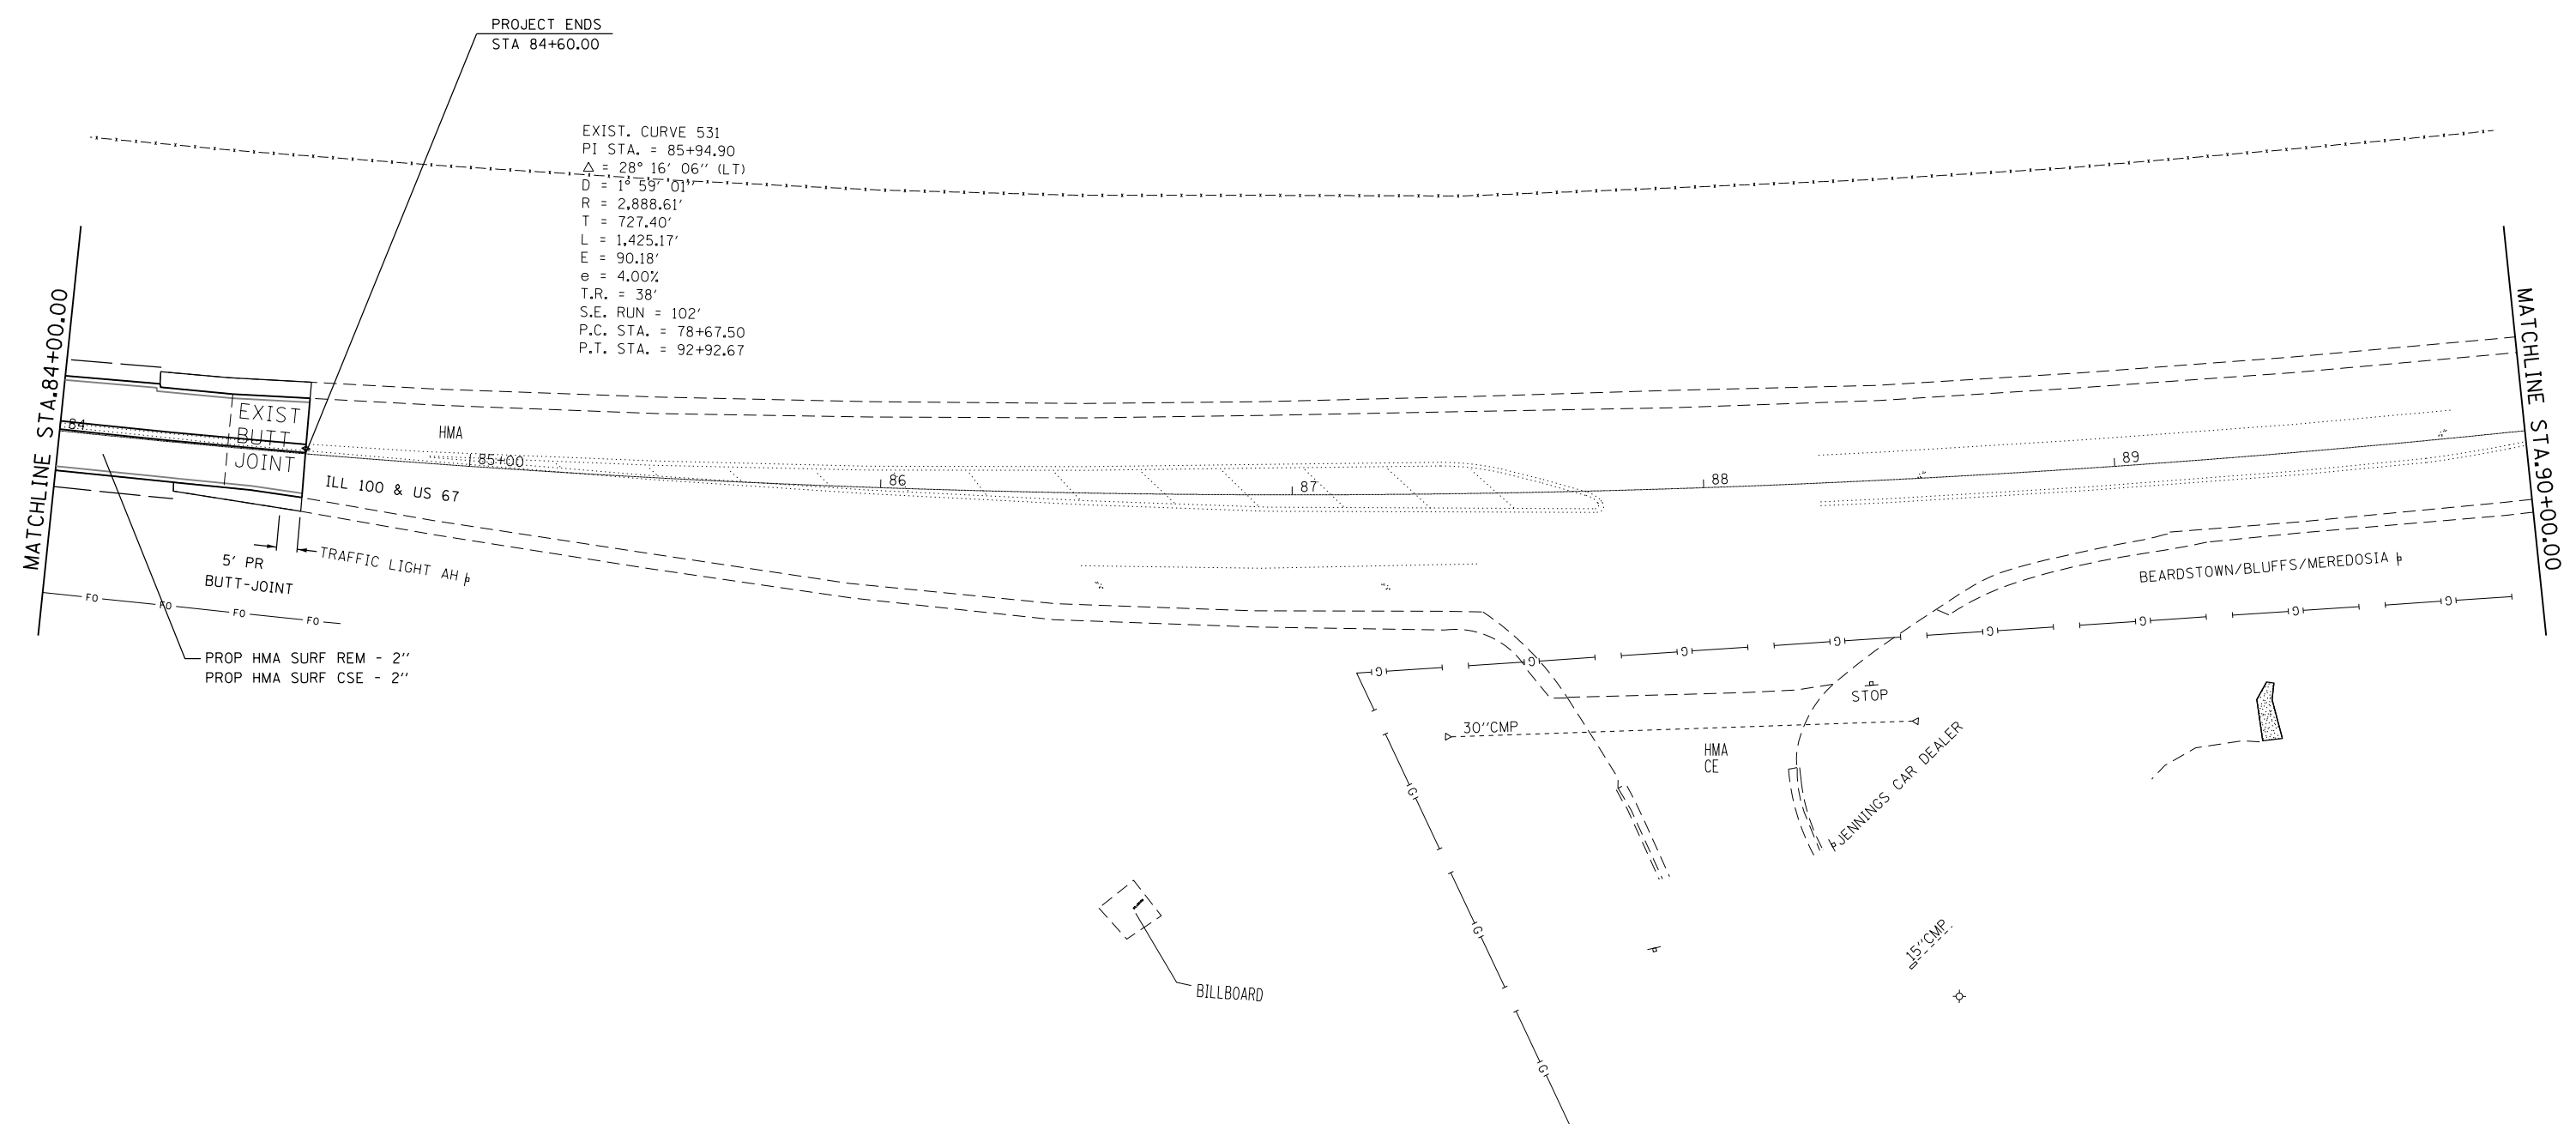 PROJECT ENDS
STA 84+60.00
EXIST. CURVE 531
PI STA. = 85+94.90
Δ = 28° 16' 06" (LT)
D = 1° 59' 01"
R = 2,888.61'
T = 727.40'
L = 1,425.17'
E = 90.18'
e = 4.00%
T.R. = 38'
S.E. RUN = 102'
P.C. STA. = 78+67.50
P.T. STA. = 92+92.67
MATCHLINE STA.84+00.00
84
EXIST
BUTT
JOINT
HMA
85+00
86
87
88
89
MATCHLINE STA.90+00.00
ILL 100 & US 67
5' PR
BUTT-JOINT
TRAFFIC LIGHT AH
FO
FO
FO
FO
PROP HMA SURF REM - 2"
PROP HMA SURF CSE - 2"
BEARDSTOWN/BLUFFS/MEREDOSIA
G
G
G
G
G
G
G
G
STOP
30"CMP
HMA
CE
JENNINGS CAR DEALER
G
G
G
15"CMP
BILLBOARD